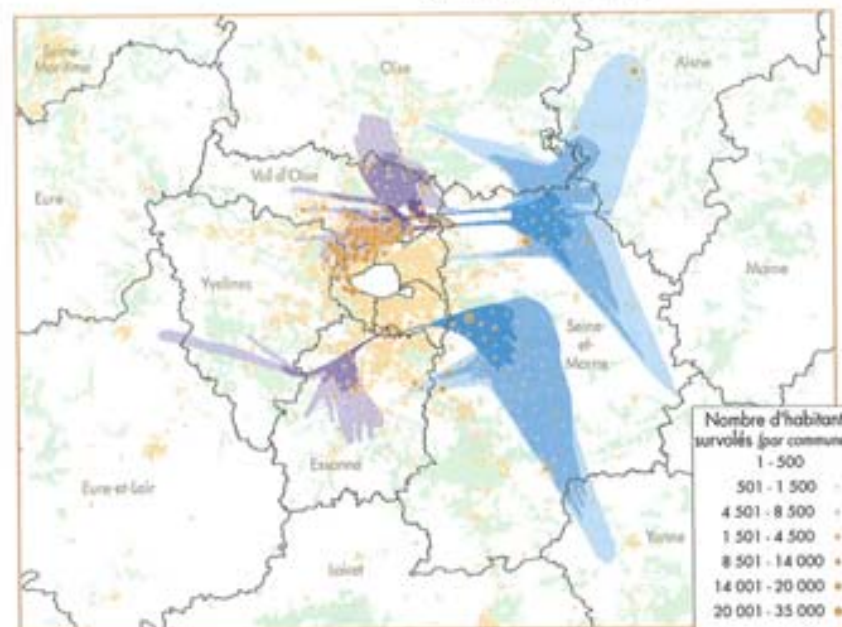 Seine-
Maritime
Oise
Aisne
Val d'Oise
Eure
Yvelines
Marne
Seine-
et-
Marne
Essonne
Eure-et-Loir
Yonne
Loiret
Nombre d'habitant
survolés (par commune
1 - 500
501 - 1 500
4 501 - 8 500
1 501 - 4 500
8 501 - 14 000
14 001 - 20 000
20 001 - 35 000